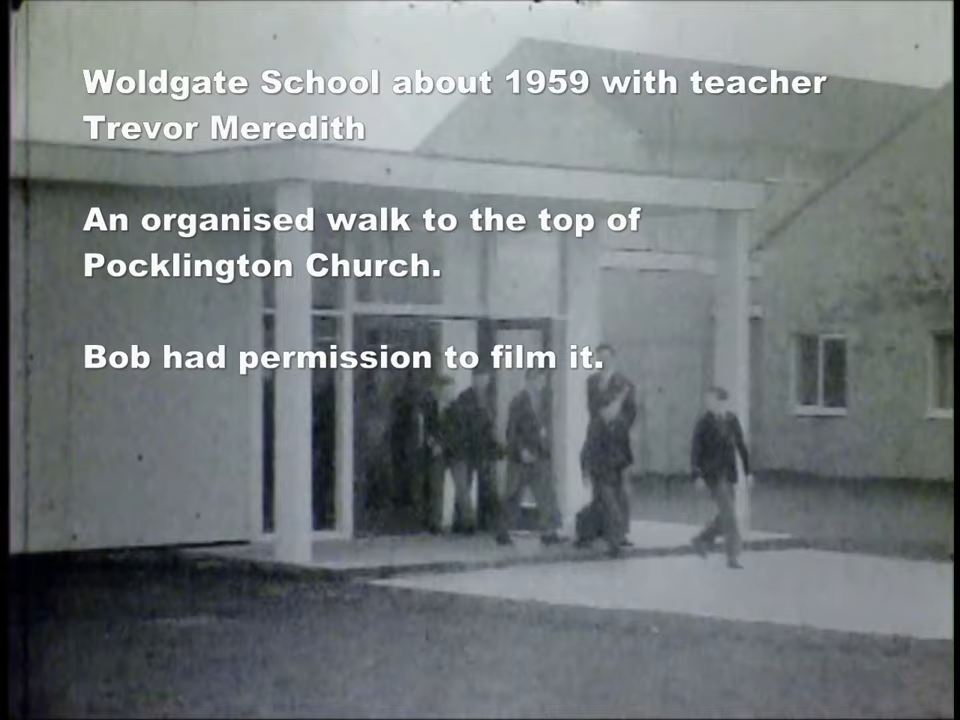 Woldgate School about 1959 with teacher
Trevor Meredith
An organised walk to the top of
Pocklington Church.
Bob had permission to film it.